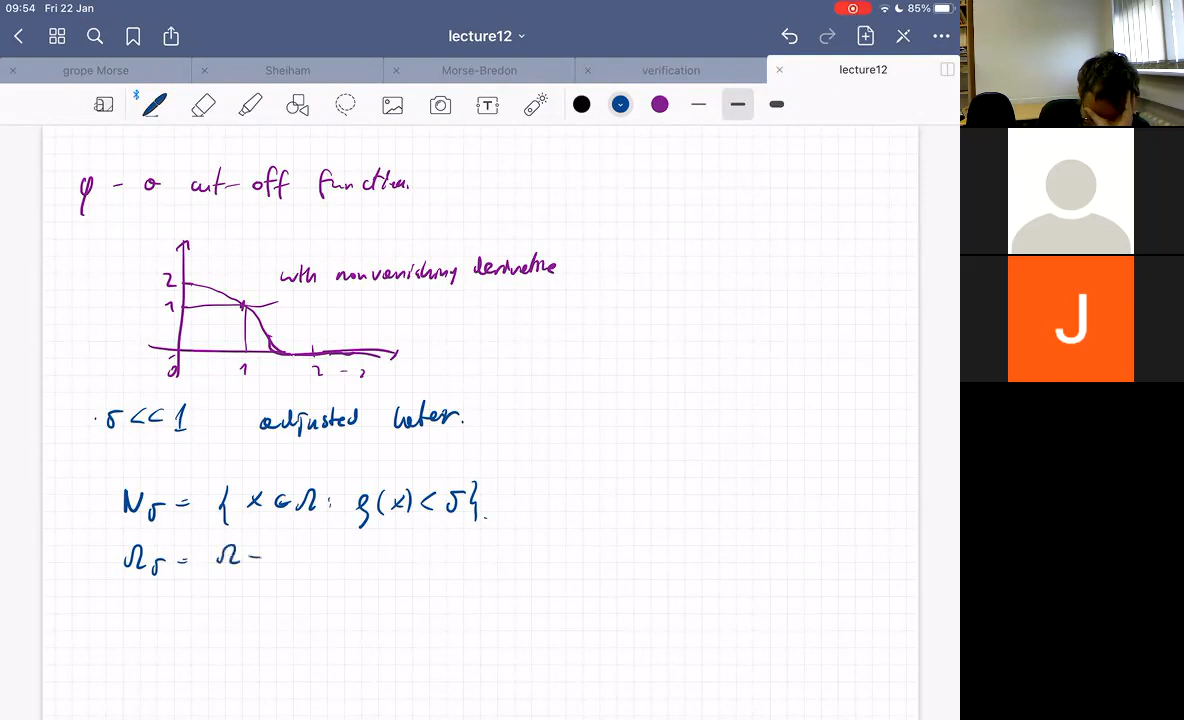 09:54 Fri 22 Jan
85%
lecture12
grope Morse
Sheiham
Morse-Bredon
verification
lecture12
φ - a cut-off function.
2
with nonvanishing derivative
1
0 1 2
δ << 1 adjusted later.
N_δ = { x ∈ Ω : ρ(x) < δ}.
Ω_δ = Ω -
J